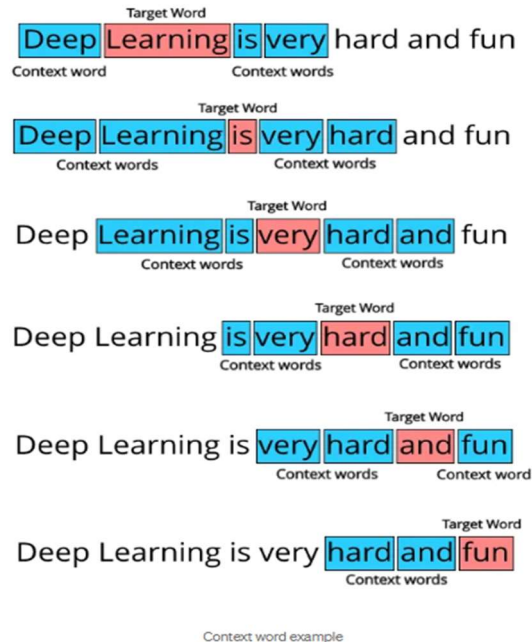 Target Word
Deep Learning is very hard and fun
Context word Context words
Target Word
Deep Learning is very hard and fun
Context words Context words
Target Word
Deep Learning is very hard and fun
Context words Context words
Target Word
Deep Learning is very hard and fun
Context words Context words
Target Word
Deep Learning is very hard and fun
Context words Context word
Target Word
Deep Learning is very hard and fun
Context words
Context word example